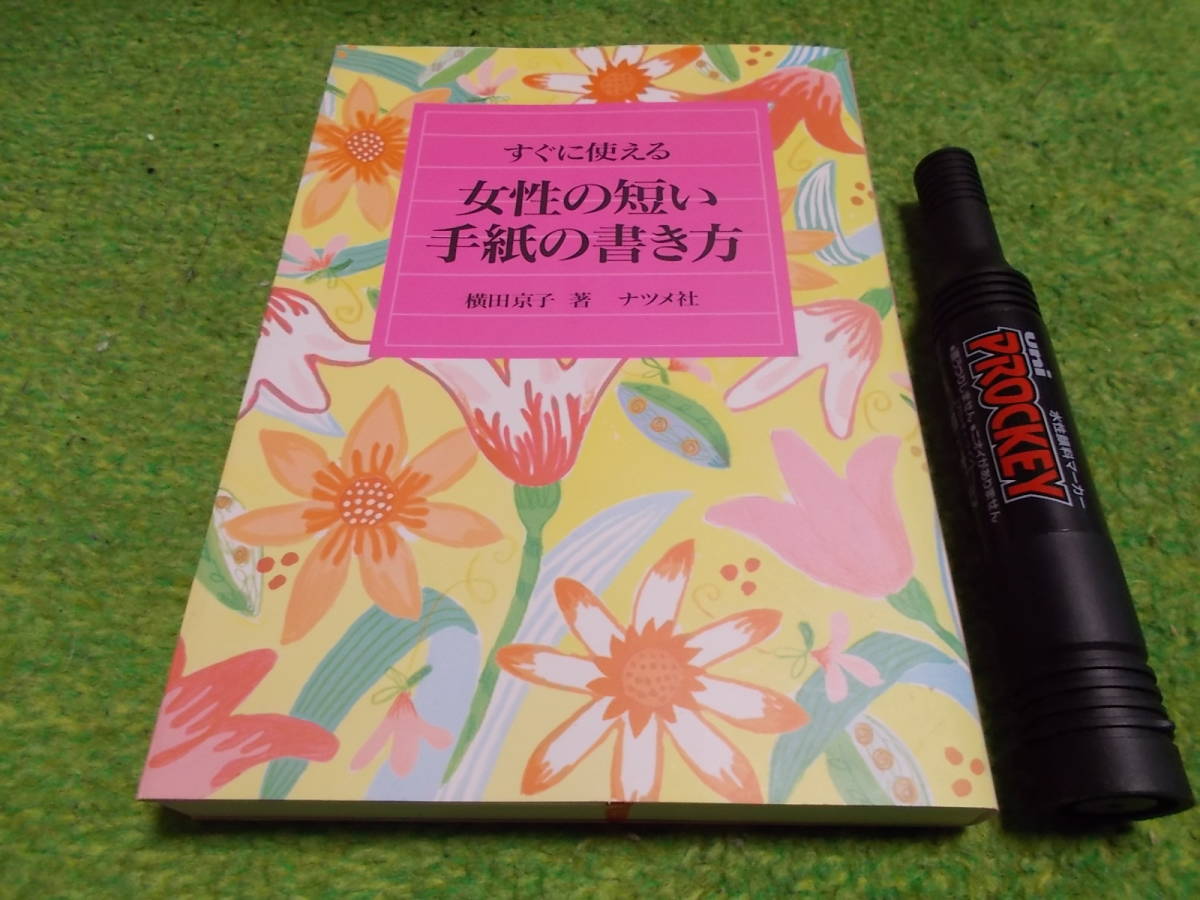 すぐに使える
女性の短い
手紙の書き方
横田京子 著 ナツメ社
uni
PROCKEY
水性顔料マーカー